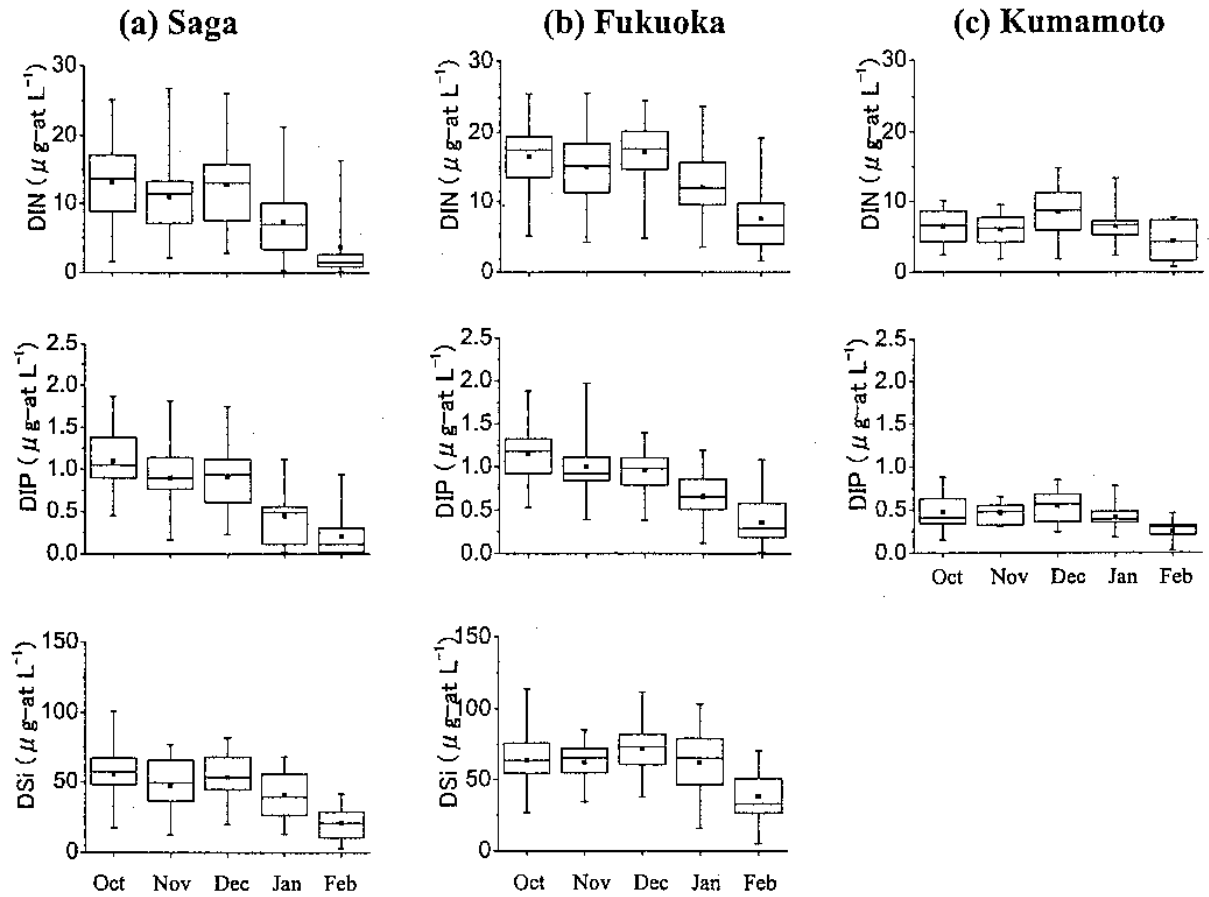 (a) Saga
(b) Fukuoka
(c) Kumamoto
DIN (μg-at L⁻¹)
30
20
10
0
DIN (μg-at L⁻¹)
30
20
10
0
DIN (μg-at L⁻¹)
30
20
10
0
DIP (μg-at L⁻¹)
2.5
2.0
1.5
1.0
0.5
0.0
DIP (μg-at L⁻¹)
2.5
2.0
1.5
1.0
0.5
0.0
DIP (μg-at L⁻¹)
2.5
2.0
1.5
1.0
0.5
0.0
Oct Nov Dec Jan Feb
DSi (μg-at L⁻¹)
150
100
50
0
Oct Nov Dec Jan Feb
DSi (μg-at L⁻¹)
150
100
50
0
Oct Nov Dec Jan Feb